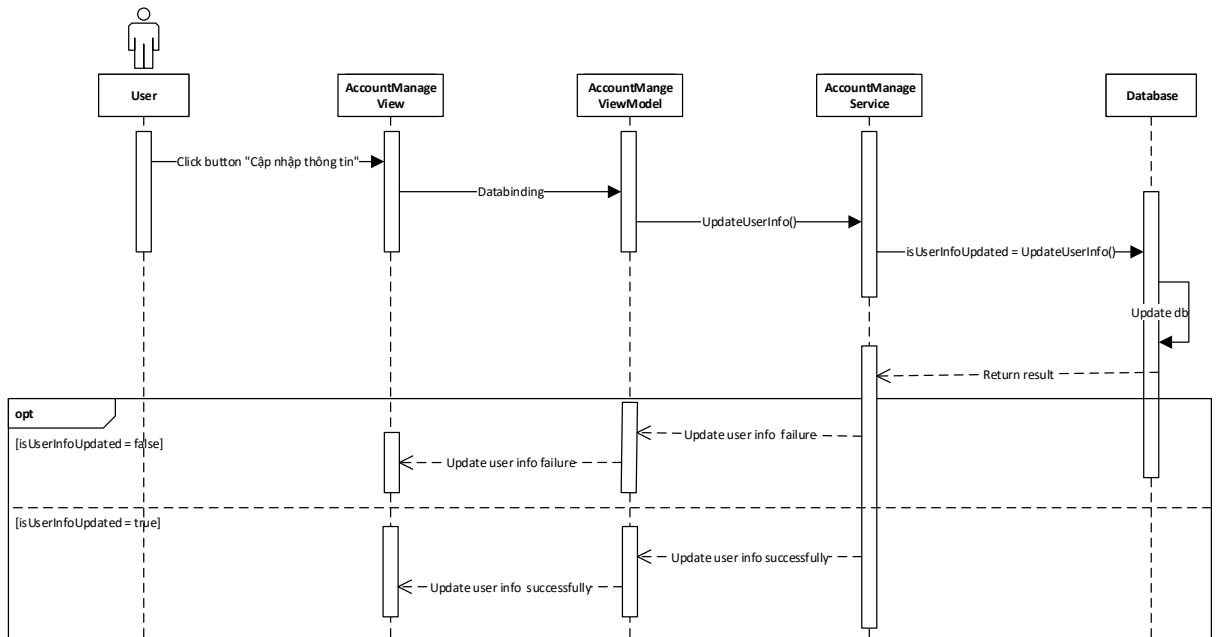 User
AccountManage
View
AccountMange
ViewModel
AccountManage
Service
Database
Click button "Cập nhập thông tin"
Databinding
UpdateUserInfo()
isUserInfoUpdated = UpdateUserInfo()
Update db
Return result
opt
[isUserInfoUpdated = false]
Update user info failure
Update user info failure
[isUserInfoUpdated = true]
Update user info successfully
Update user info successfully